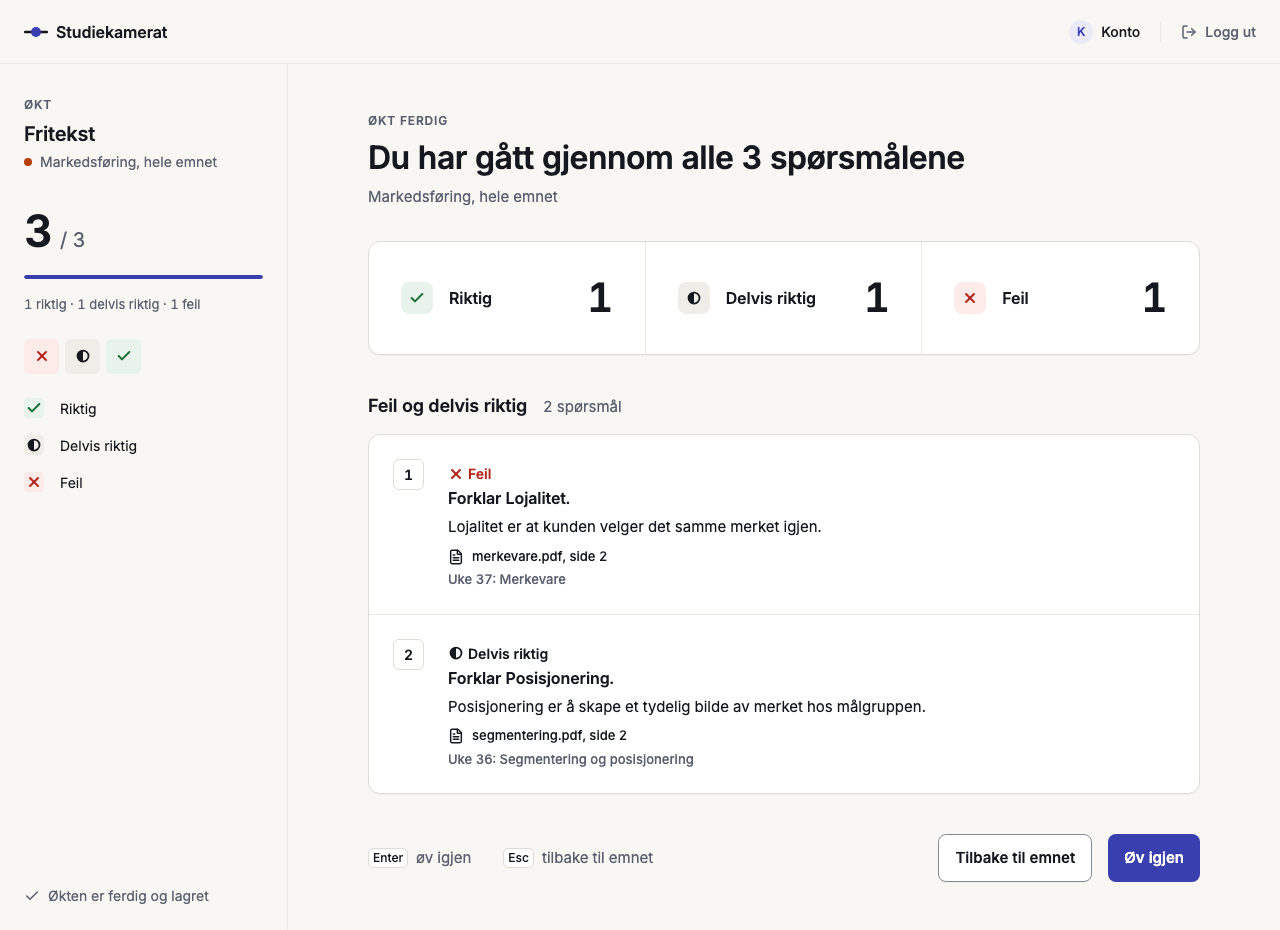 Studiekamerat
K Konto
Logg ut
ØKT
Fritekst
Markedsføring, hele emnet
3 / 3
1 riktig · 1 delvis riktig · 1 feil
Riktig
Delvis riktig
Feil
Økten er ferdig og lagret
ØKT FERDIG
Du har gått gjennom alle 3 spørsmålene
Markedsføring, hele emnet
Riktig 1
Delvis riktig 1
Feil 1
Feil og delvis riktig 2 spørsmål
1
Feil
Forklar Lojalitet.
Lojalitet er at kunden velger det samme merket igjen.
merkevare.pdf, side 2
Uke 37: Merkevare
2
Delvis riktig
Forklar Posisjonering.
Posisjonering er å skape et tydelig bilde av merket hos målgruppen.
segmentering.pdf, side 2
Uke 36: Segmentering og posisjonering
Enter øv igjen
Esc tilbake til emnet
Tilbake til emnet
Øv igjen